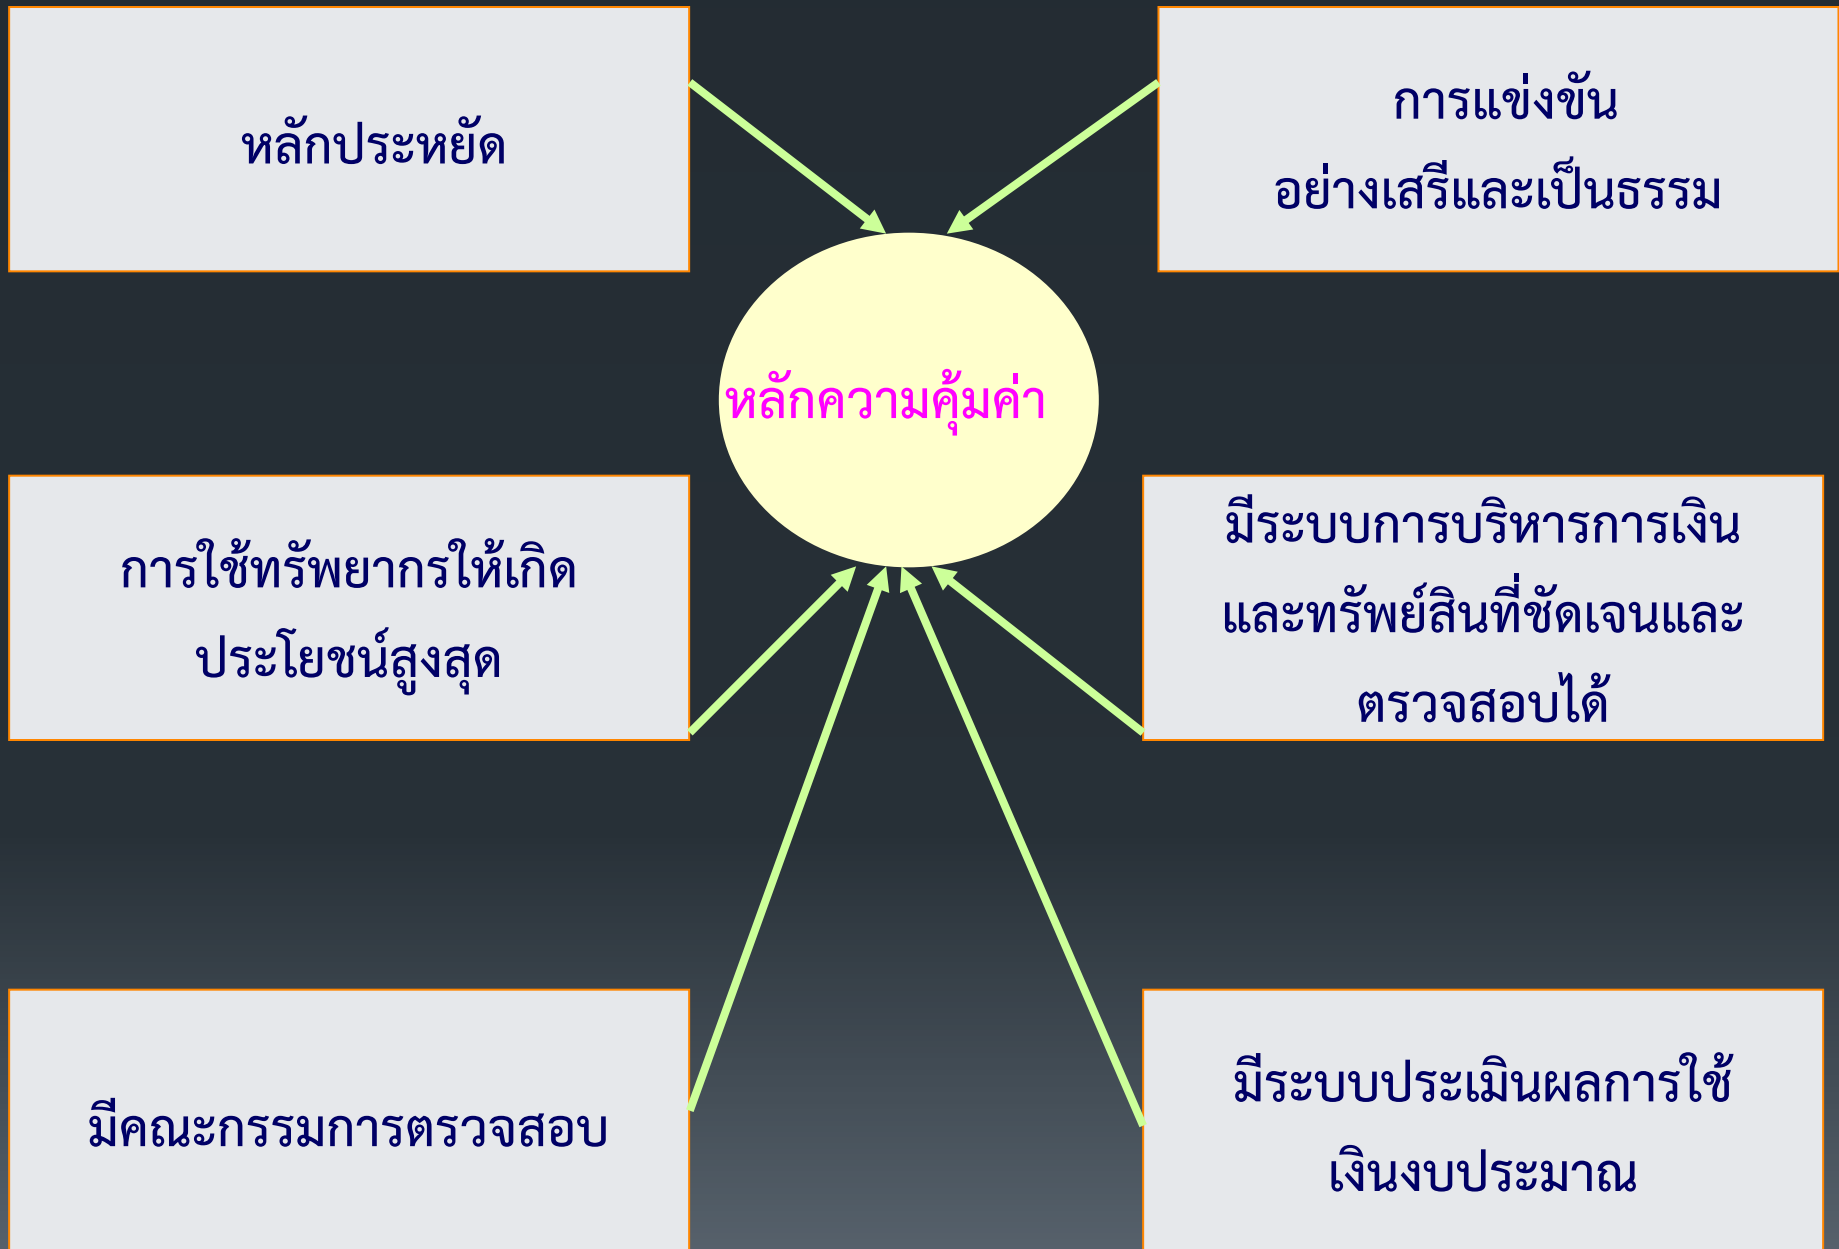 หลักประหยัด
การแข่งขัน
อย่างเสรีและเป็นธรรม
หลักความคุ้มค่า
การใช้ทรัพยากรให้เกิด
ประโยชน์สูงสุด
มีระบบการบริหารการเงิน
และทรัพย์สินที่ชัดเจนและ
ตรวจสอบได้
มีคณะกรรมการตรวจสอบ
มีระบบประเมินผลการใช้
เงินงบประมาณ